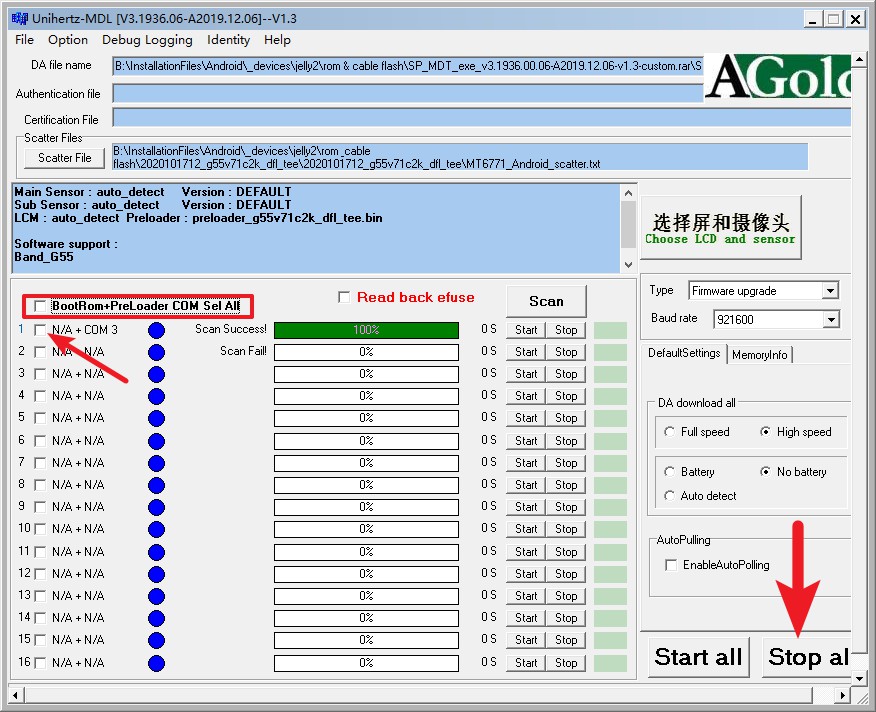 Unihertz-MDL [V3.1936.06-A2019.12.06]--V1.3
File Option Debug Logging Identity Help
DA file name B:\InstallationFiles\Android\_devices\jelly2\rom & cable flash\SP_MDT_exe_v3.1936.00.06-A2019.12.06-v1.3-custom.rar\S
AGold
Authentication file
Certification File
Scatter Files
Scatter File
B:\InstallationFiles\Android\_devices\jelly2\rom_cable
flash\2020101712_g55v71c2k_dfl_tee\2020101712_g55v71c2k_dfl_tee\MT6771_Android_scatter.txt
Main Sensor : auto_detect Version : DEFAULT
Sub Sensor : auto_detect Version : DEFAULT
LCM : auto_detect Preloader : preloader_g55v71c2k_dfl_tee.bin
Software support :
Band_G55
选择屏和摄像头
Choose LCD and sensor
BootRom+PreLoader COM Sel All Read back efuse Scan
1 N/A + COM 3 Scan Success! 100% 0 S Start Stop
2 N/A + N/A Scan Fail! 0% 0 S Start Stop
3 N/A + N/A 0% 0 S Start Stop
4 N/A + N/A 0% 0 S Start Stop
5 N/A + N/A 0% 0 S Start Stop
6 N/A + N/A 0% 0 S Start Stop
7 N/A + N/A 0% 0 S Start Stop
8 N/A + N/A 0% 0 S Start Stop
9 N/A + N/A 0% 0 S Start Stop
10 N/A + N/A 0% 0 S Start Stop
11 N/A + N/A 0% 0 S Start Stop
12 N/A + N/A 0% 0 S Start Stop
13 N/A + N/A 0% 0 S Start Stop
14 N/A + N/A 0% 0 S Start Stop
15 N/A + N/A 0% 0 S Start Stop
16 N/A + N/A 0% 0 S Start Stop
Type Firmware upgrade
Baud rate 921600
DefaultSettings MemoryInfo
DA download all
Full speed High speed
Battery No battery
Auto detect
AutoPulling
EnableAutoPolling
Start all Stop al